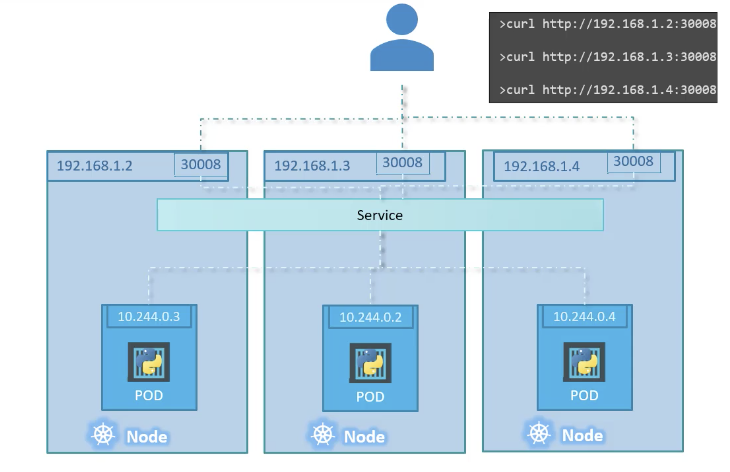 >curl http://192.168.1.2:30008
>curl http://192.168.1.3:30008
>curl http://192.168.1.4:30008
192.168.1.2
30008
192.168.1.3
30008
192.168.1.4
30008
Service
10.244.0.3
10.244.0.2
10.244.0.4
POD
POD
POD
Node
Node
Node